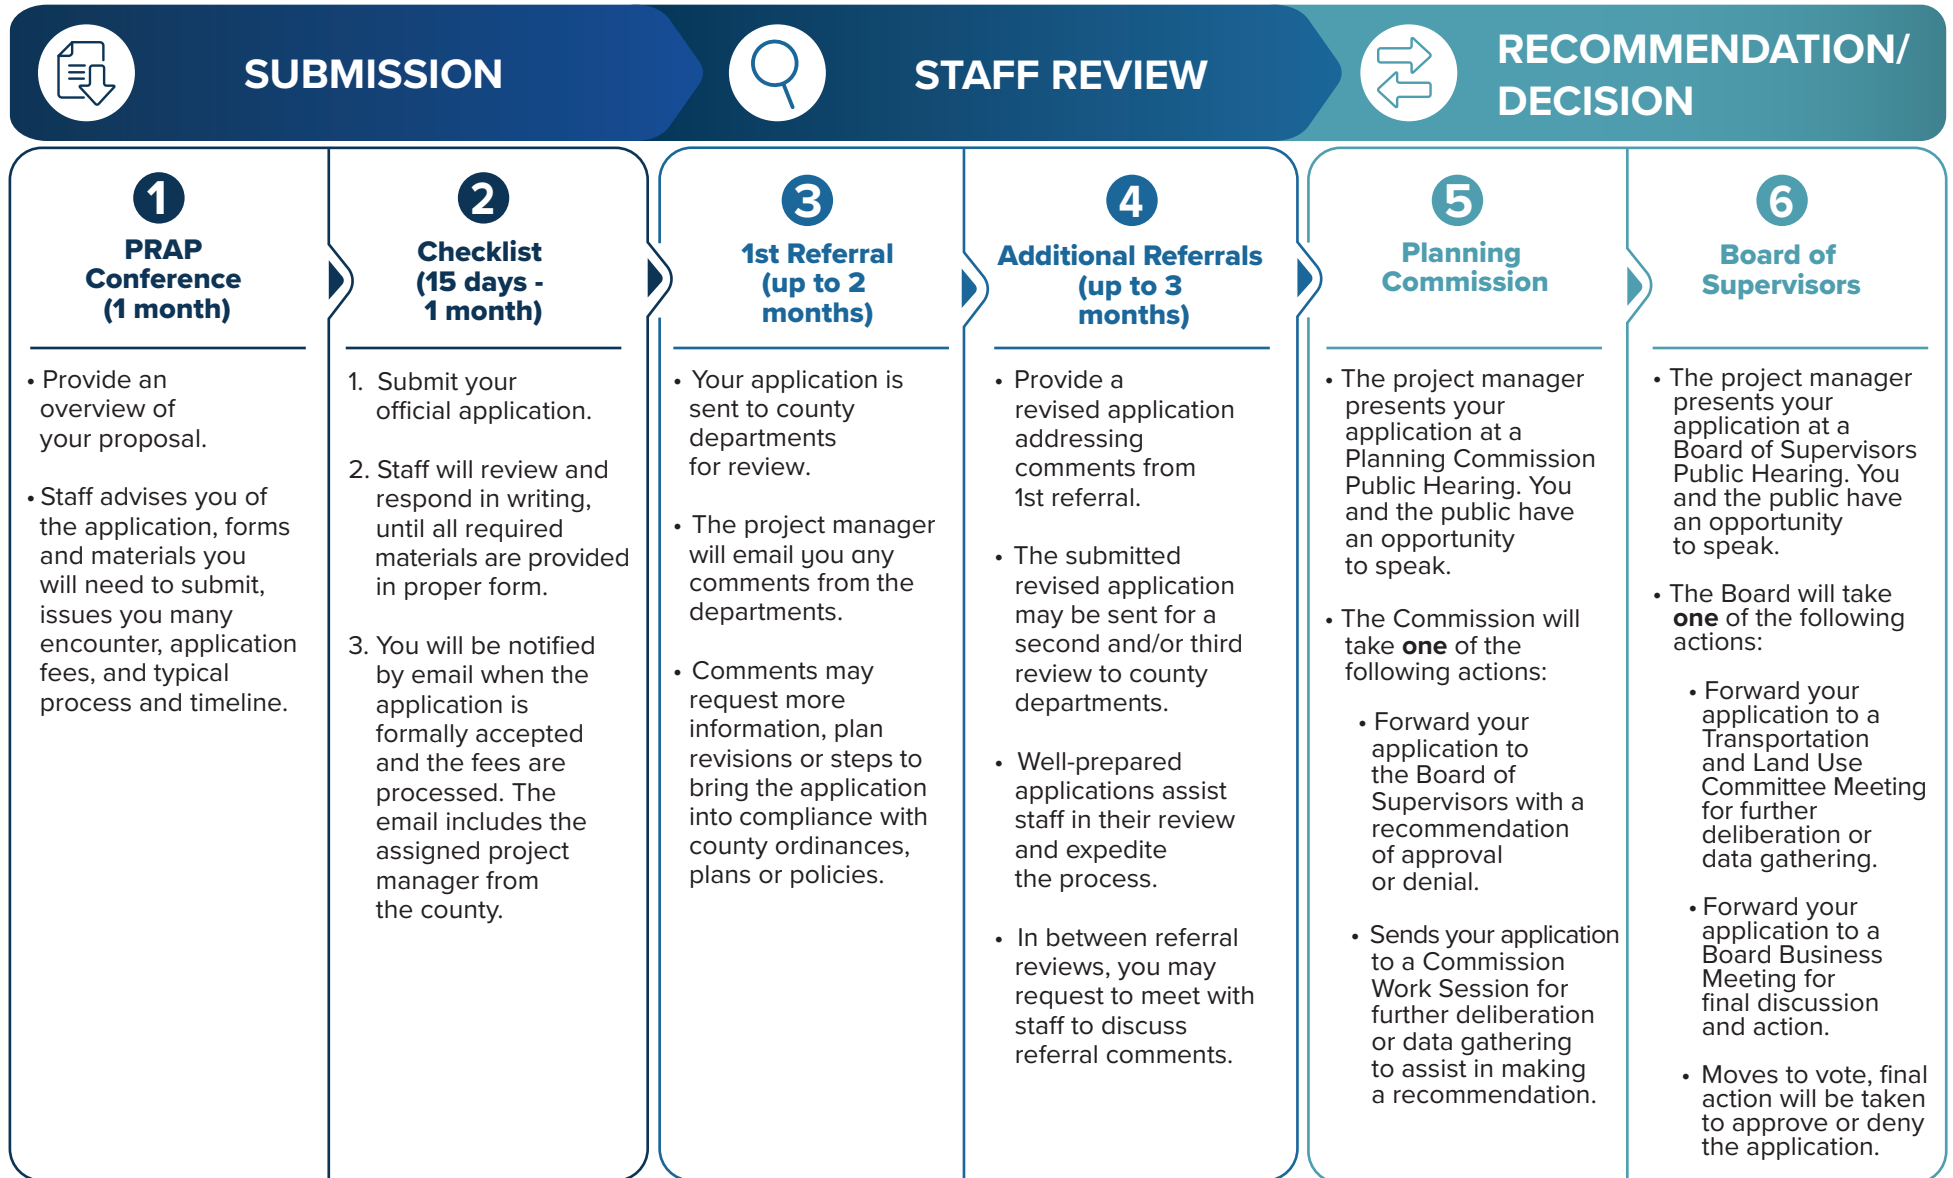 SUBMISSION
STAFF REVIEW
RECOMMENDATION/
DECISION
1
PRAP
Conference
(1 month)
• Provide an
overview of
your proposal.
• Staff advises you of
the application, forms
and materials you
will need to submit,
issues you many
encounter, application
fees, and typical
process and timeline.
2
Checklist
(15 days -
1 month)
1. Submit your
official application.
2. Staff will review and
respond in writing,
until all required
materials are provided
in proper form.
3. You will be notified
by email when the
application is
formally accepted
and the fees are
processed. The
email includes the
assigned project
manager from
the county.
3
1st Referral
(up to 2
months)
• Your application is
sent to county
departments
for review.
• The project manager
will email you any
comments from the
departments.
• Comments may
request more
information, plan
revisions or steps to
bring the application
into compliance with
county ordinances,
plans or policies.
4
Additional Referrals
(up to 3
months)
• Provide a
revised application
addressing
comments from
1st referral.
• The submitted
revised application
may be sent for a
second and/or third
review to county
departments.
• Well-prepared
applications assist
staff in their review
and expedite
the process.
• In between referral
reviews, you may
request to meet with
staff to discuss
referral comments.
5
Planning
Commission
• The project manager
presents your
application at a
Planning Commission
Public Hearing. You
and the public have
an opportunity
to speak.
• The Commission will
take one of the
following actions:
• Forward your
application to
the Board of
Supervisors with a
recommendation
of approval
or denial.
• Sends your application
to a Commission
Work Session for
further deliberation
or data gathering
to assist in making
a recommendation.
6
Board of
Supervisors
• The project manager
presents your
application at a
Board of Supervisors
Public Hearing. You
and the public have
an opportunity
to speak.
• The Board will take
one of the following
actions:
• Forward your
application to a
Transportation
and Land Use
Committee Meeting
for further
deliberation or
data gathering.
• Forward your
application to a
Board Business
Meeting for
final discussion
and action.
• Moves to vote, final
action will be taken
to approve or deny
the application.